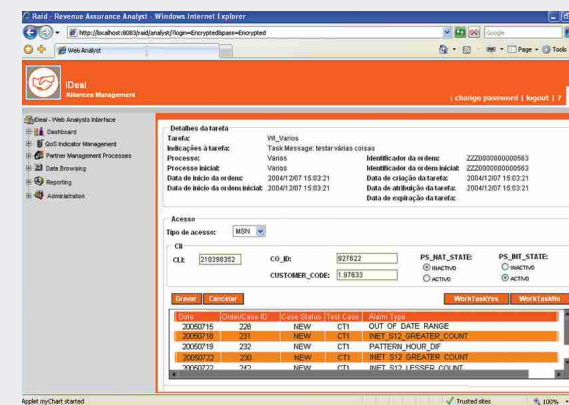 Raid - Revenue Assurance Analyst - Windows Internet Explorer
http://localhost:8083/raid/analyst/?login=Encrypted&pass=Encrypted
Google
Web Analyst
Page
Tools
iDeal
Alliances Management
| change password | logout | ?
iDeal - Web Analysts Interface
Dashboard
QoS Indicator Management
Partner Management Processes
Data Browsing
Reporting
Administration
Detalhes da tarefa
Tarefa: WI_Varios
Indicações à tarefa: Task Message: testar várias coisas
Processo: Varios Identificador da ordem: ZZZ0000000000563
Processo inicial: Varios Identificador da ordem inicial: ZZZ0000000000563
Data de início da ordem: 2004/12/07 15:03:21 Data de criação da tarefa: 2004/12/07 15:03:21
Data de início da ordem inicial: 2004/12/07 15:03:21 Data de atribuição da tarefa: 2004/12/07 15:03:21
Data de expiração da tarefa:
Acesso
Tipo de acesso: MSN
Cli
CLI: 210298352 CO_ID: 927622 PS_NAT_STATE: PS_INT_STATE:
INACTIVO INACTIVO
CUSTOMER_CODE: 1.97633 ACTIVO ACTIVO
Gravar Cancelar WorkTaskYes WorkTaskNo
Date Order/Case ID Case Status Test Case Alarm Type
20050715 228 NEW CT1 OUT OF DATE RANGE
20050718 231 NEW CT1 INET_S12_GREATER_COUNT
20050719 232 NEW CT1 PATTERN_HOUR_DIF
20050722 230 NEW CT1 INET_S12_GREATER_COUNT
20050722 242 NEW CT1 INET_S12_LESSER_COUNT
Applet myChart started
Trusted sites
100%